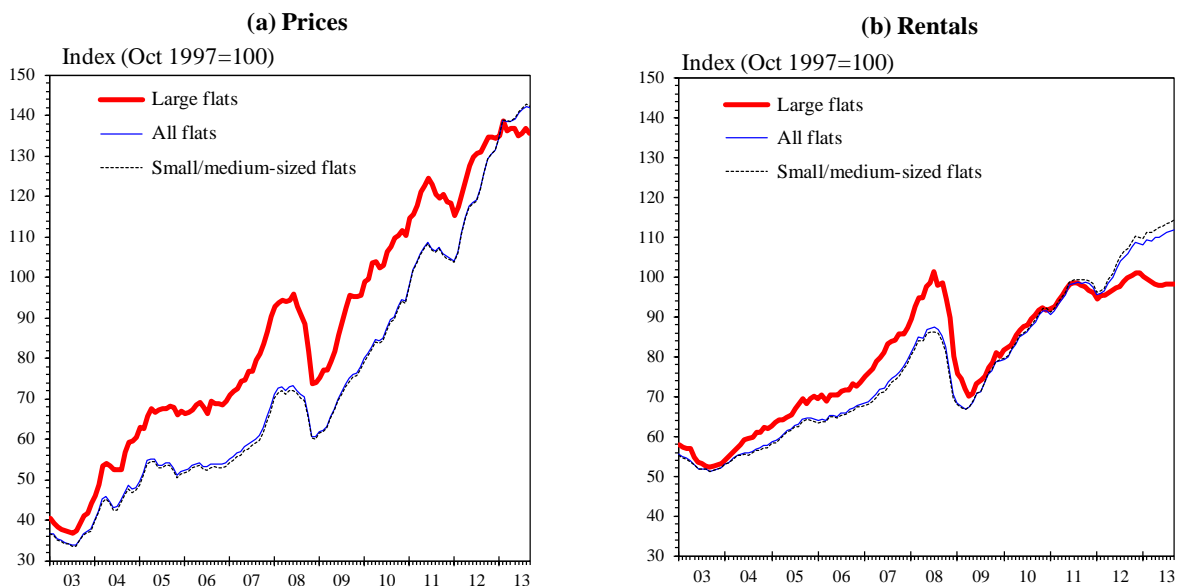 (a) Prices
Index (Oct 1997=100)
150
140
130
120
110
100
90
80
70
60
50
40
30
Large flats
All flats
Small/medium-sized flats
03 04 05 06 07 08 09 10 11 12 13
(b) Rentals
Index (Oct 1997=100)
150
140
130
120
110
100
90
80
70
60
50
40
30
Large flats
All flats
Small/medium-sized flats
03 04 05 06 07 08 09 10 11 12 13